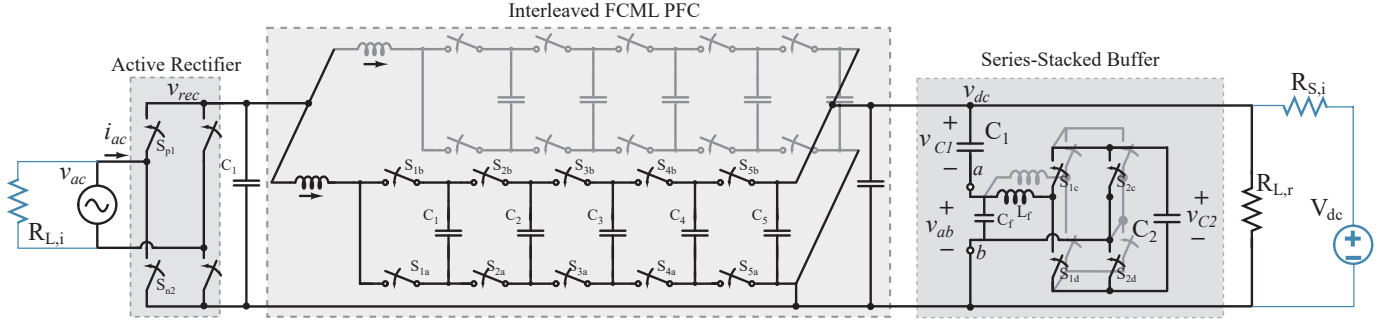 Interleaved FCML PFC
Active Rectifier
Series-Stacked Buffer
v_rec
v_dc
R_S,i
i_ac
S_p1
C_1
+
v_C1
−
C_1
a
v_ac
R_L,i
S_1b
S_2b
S_3b
S_4b
S_5b
S_1c
S_2c
C_1
C_2
C_3
C_4
C_5
+
v_ab
−
C_f
L_f
b
C_2
+
v_C2
−
R_L,r
V_dc
S_n2
S_1a
S_2a
S_3a
S_4a
S_5a
S_1d
S_2d